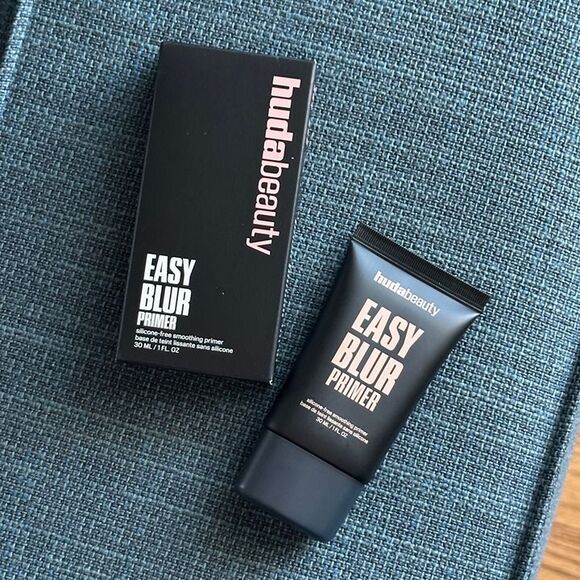 hudabeauty
EASY
BLUR
PRIMER
silicone-free smoothing primer
base de teint lissante sans silicone
30 ML / 1 FL. OZ
hudabeauty
EASY
BLUR
PRIMER
silicone-free smoothing primer
base de teint lissante sans silicone
30 ML / 1 FL. OZ